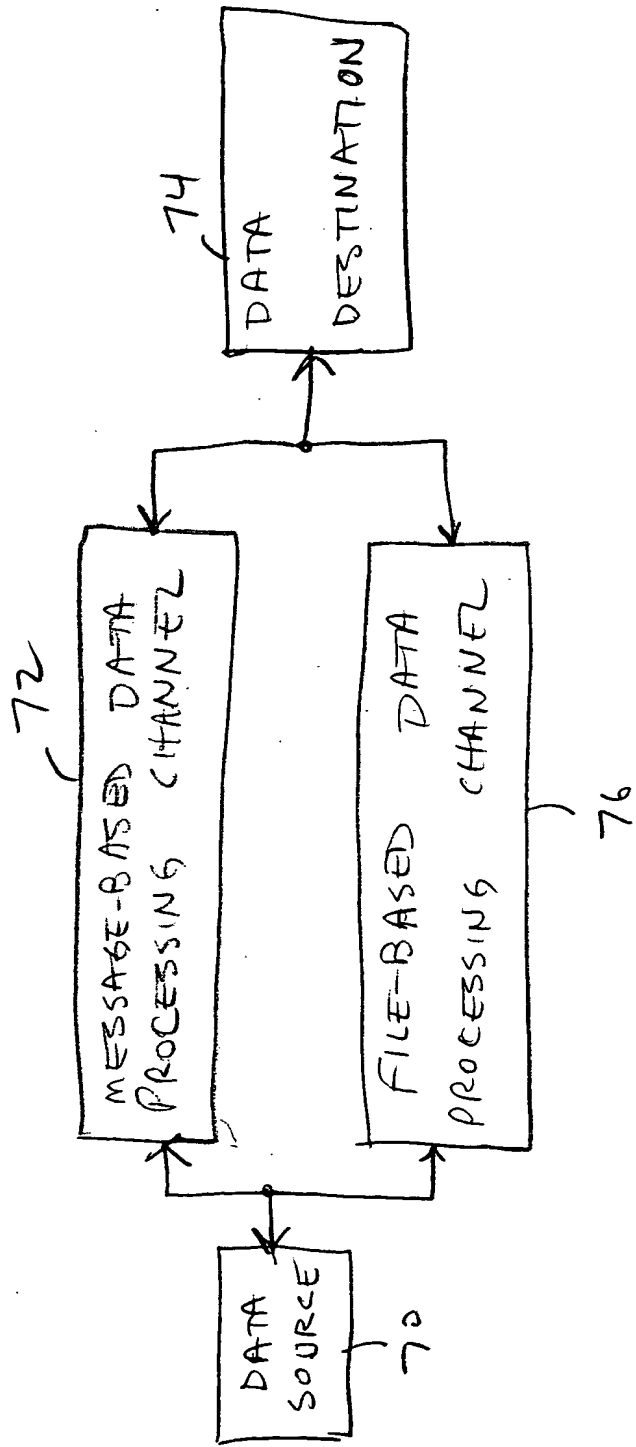 72
MESSAGE-BASED DATA
PROCESSING CHANNEL
74
DATA
DESTINATION
DATA
SOURCE
70
FILE-BASED DATA
PROCESSING CHANNEL
76